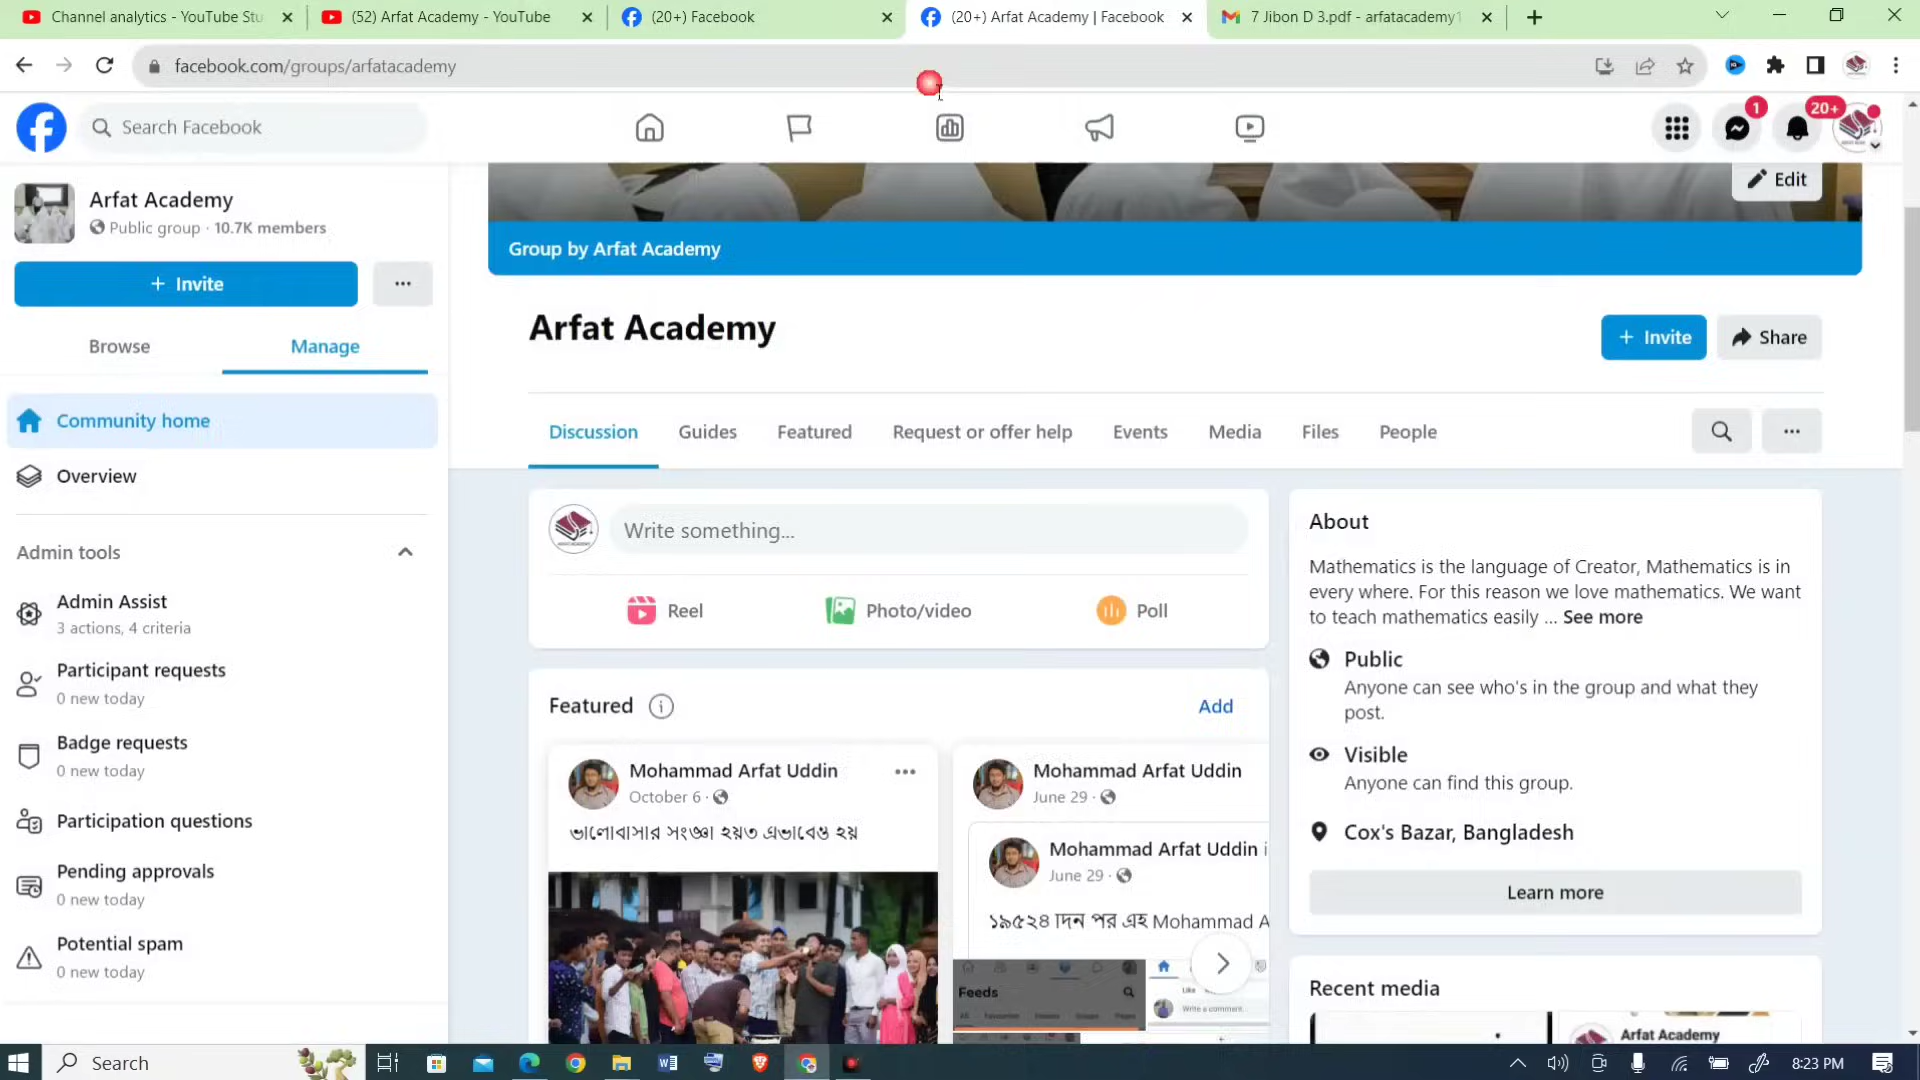 Channel analytics - YouTube Stu
(52) Arfat Academy - YouTube
(20+) Facebook
(20+) Arfat Academy | Facebook
7 Jibon D 3.pdf - arfatacademy1
facebook.com/groups/arfatacademy
Search Facebook
1
20+
Arfat Academy
Public group · 10.7K members
+ Invite
Browse
Manage
Community home
Overview
Admin tools
Admin Assist
3 actions, 4 criteria
Participant requests
0 new today
Badge requests
0 new today
Participation questions
Pending approvals
0 new today
Potential spam
0 new today
Edit
Group by Arfat Academy
Arfat Academy
+ Invite
Share
Discussion
Guides
Featured
Request or offer help
Events
Media
Files
People
Write something...
Reel
Photo/video
Poll
Featured
Add
Mohammad Arfat Uddin
October 6 ·
ভালোবাসার সংজ্ঞা হয়ত এভাবেও হয়
Mohammad Arfat Uddin
June 29 ·
Mohammad Arfat Uddin i
June 29 ·
১৯৫২৪ দিন পর এই Mohammad A
Feeds
Like
Write a comment...
About
Mathematics is the language of Creator, Mathematics is in
every where. For this reason we love mathematics. We want
to teach mathematics easily ... See more
Public
Anyone can see who's in the group and what they
post.
Visible
Anyone can find this group.
Cox's Bazar, Bangladesh
Learn more
Recent media
Arfat Academy
Search
8:23 PM